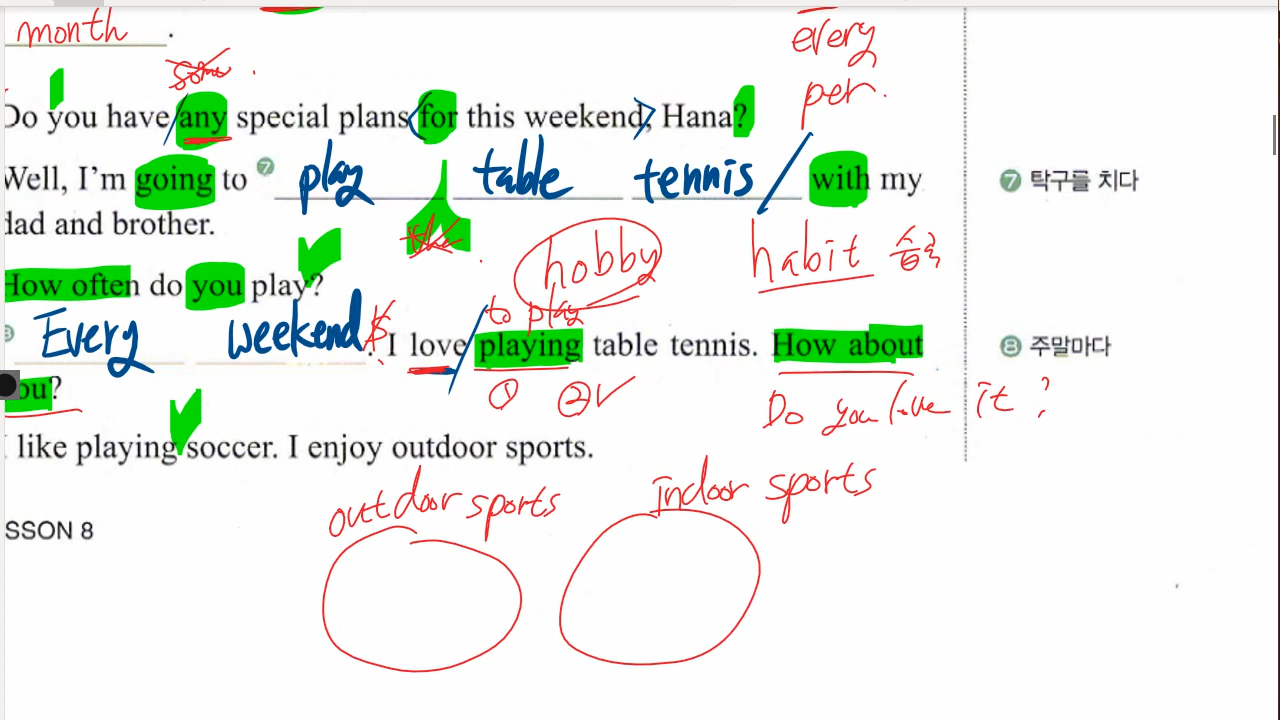 month .
some .
every
per.
Do you have any special plans for this weekend, Hana?
Well, I'm going to ⑦ play table tennis with my
⑦ 탁구를 치다
dad and brother.
the .
hobby
habit 습관
How often do you play?
to play
Every weekend. I love playing table tennis. How about
⑧ 주말마다
ou?
① ②✓
Do you love it?
I like playing soccer. I enjoy outdoor sports.
outdoor sports
indoor sports
SSON 8